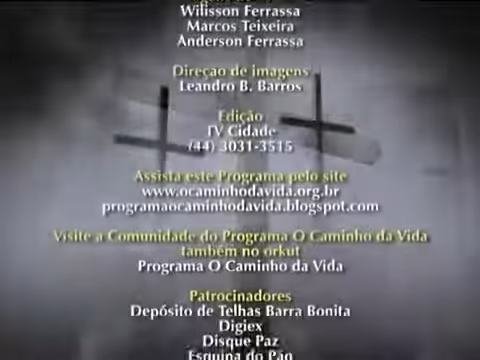 Wilisson Ferrassa
Marcos Teixeira
Anderson Ferrassa
Direçao de imagens
Leandro B. Barros
Edição
TV Cidade
(44) 3031-3515
Assista este Programa pelo site
www.ocaminhodavida.org.br
programaocaminhodavida.blogspot.com
Visite a Comunidade do Programa O Caminho da Vida
também no orkut
Programa O Caminho da Vida
Patrocinadores
Depósito de Telhas Barra Bonita
Digiex
Disque Paz
Esquina do Pão